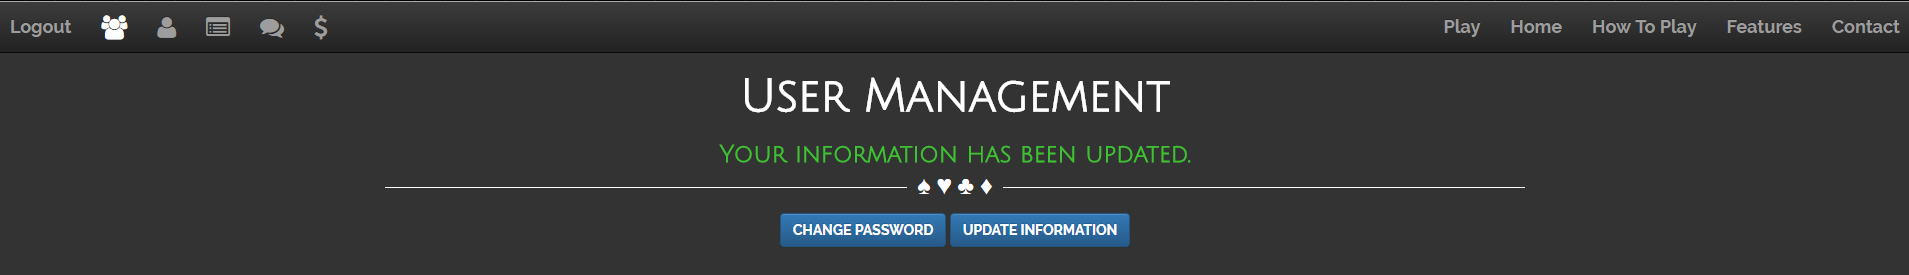 Logout $ Play Home How To Play Features Contact
User Management
Your information has been updated.
♠ ♥ ♣ ♦
CHANGE PASSWORD UPDATE INFORMATION